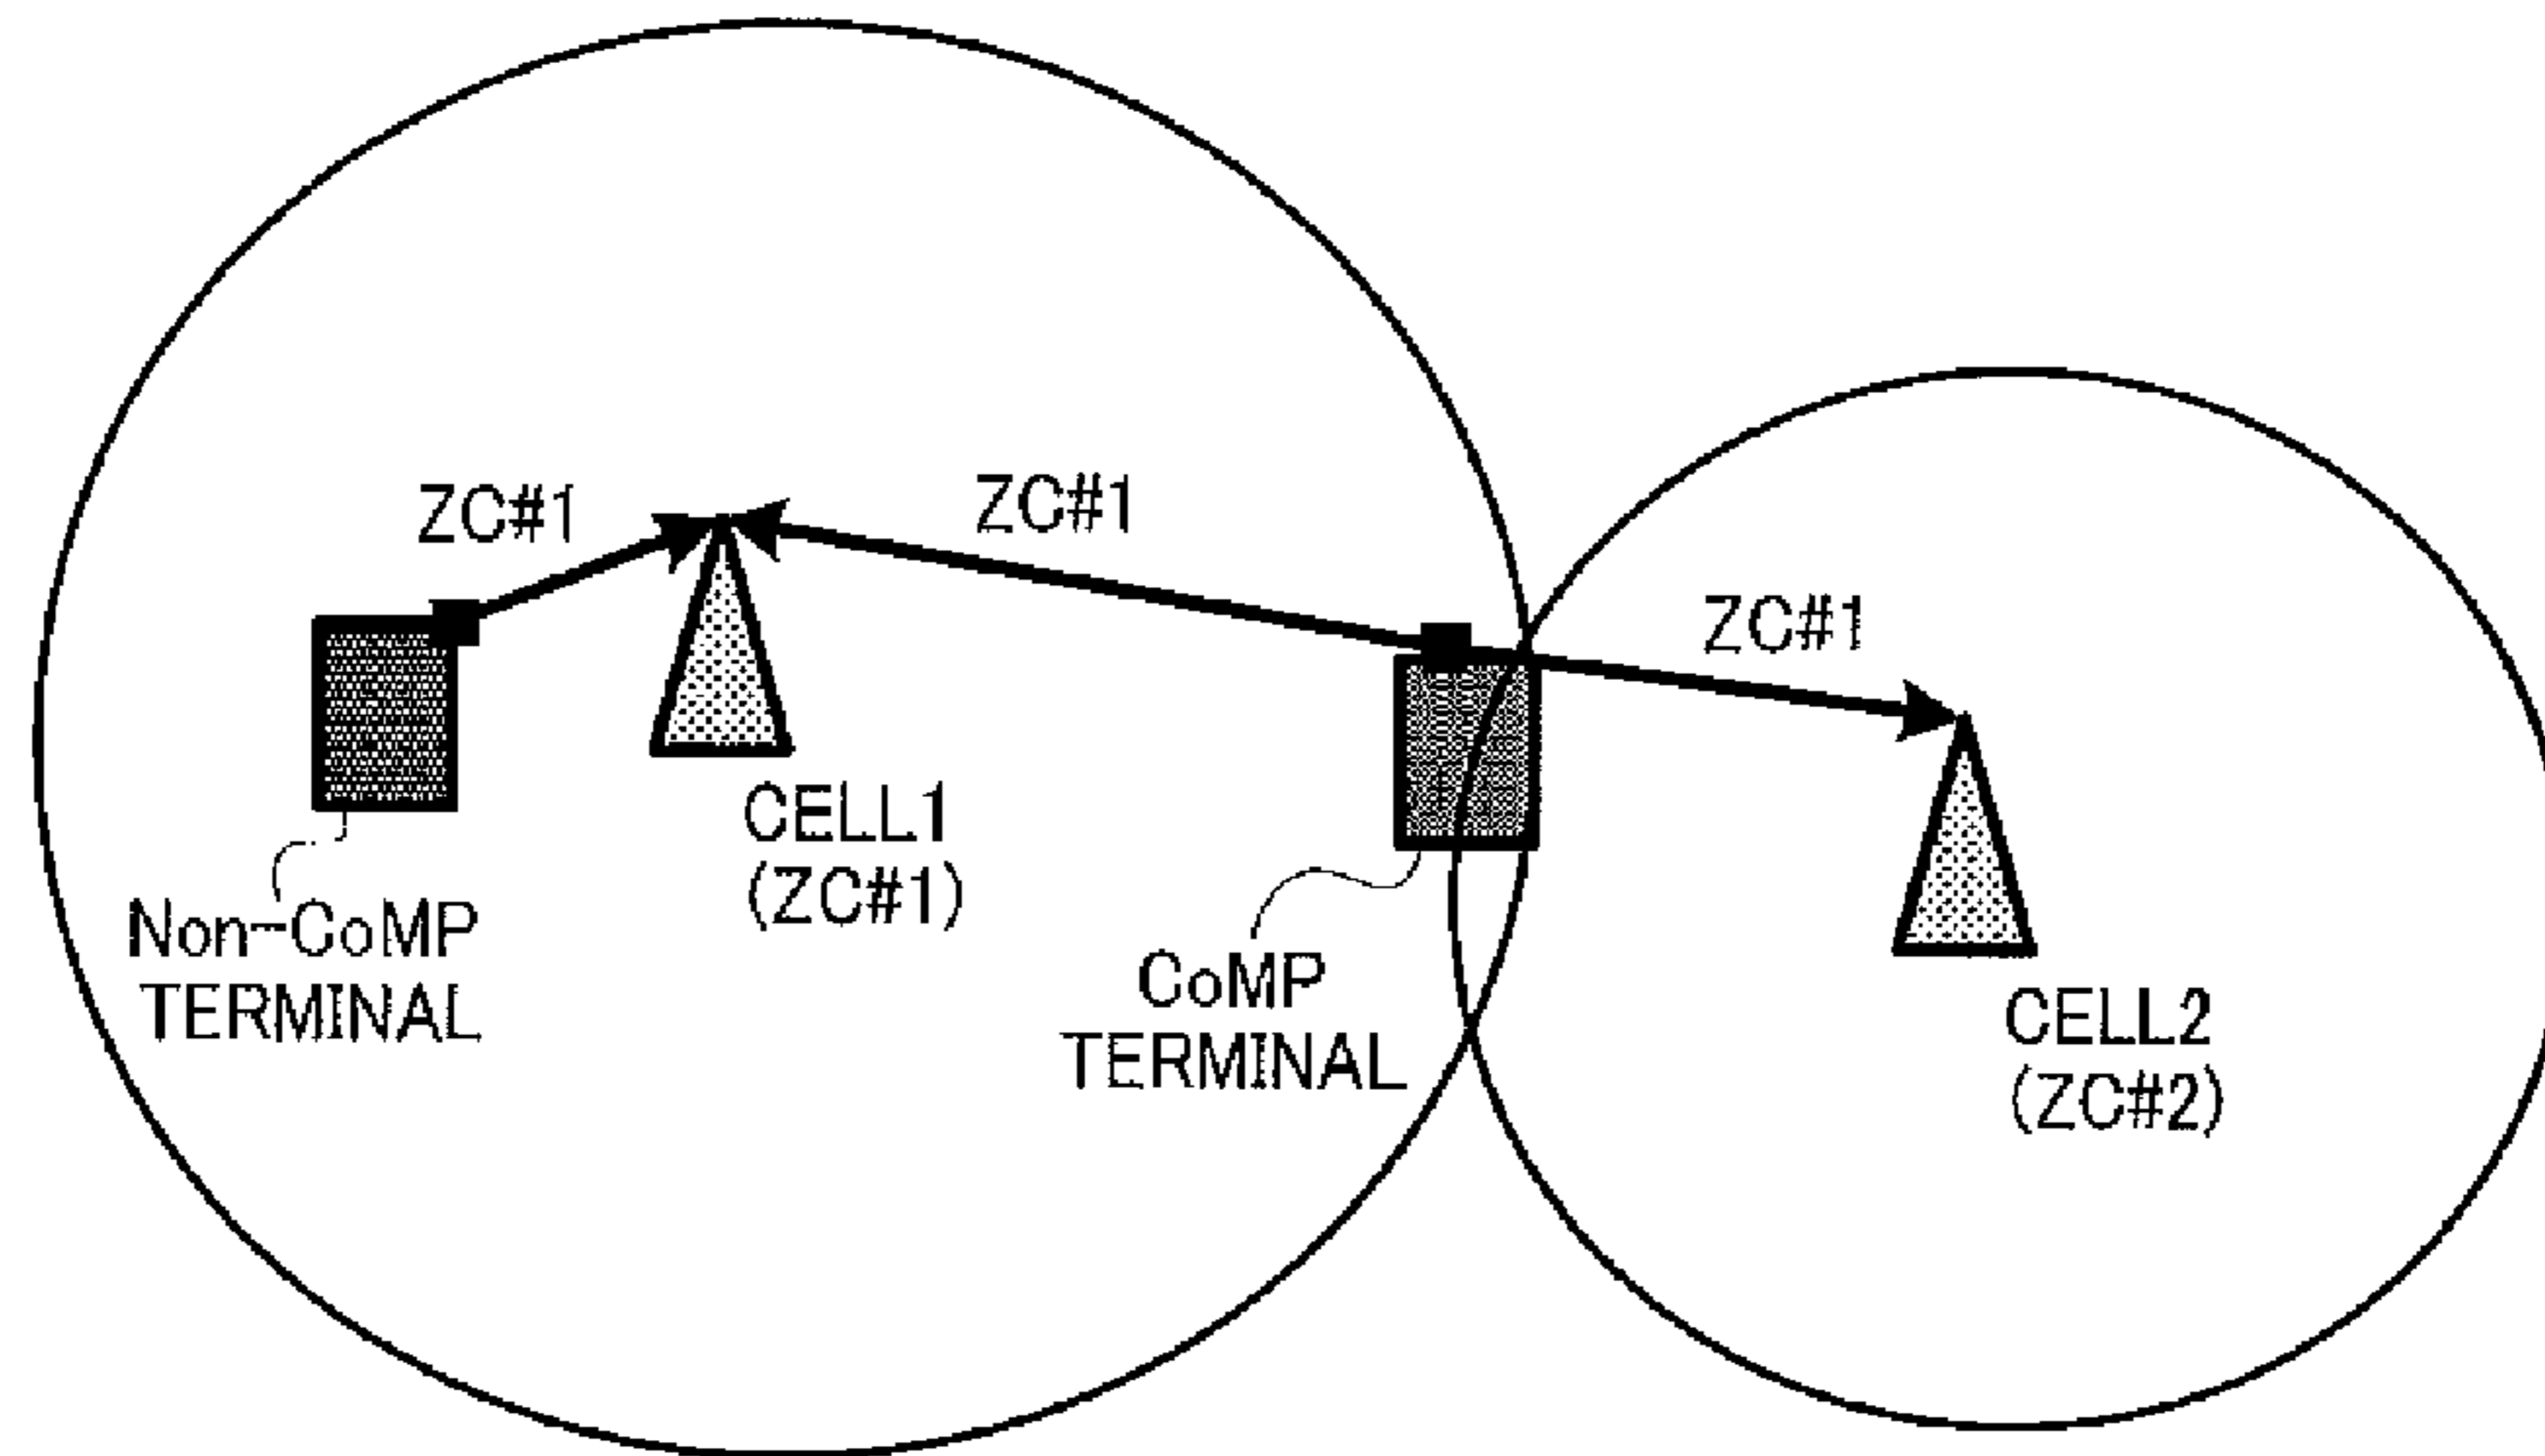 ZC#1
ZC#1
ZC#1
CELL1
(ZC#1)
Non-CoMP
TERMINAL
CoMP
TERMINAL
CELL2
(ZC#2)